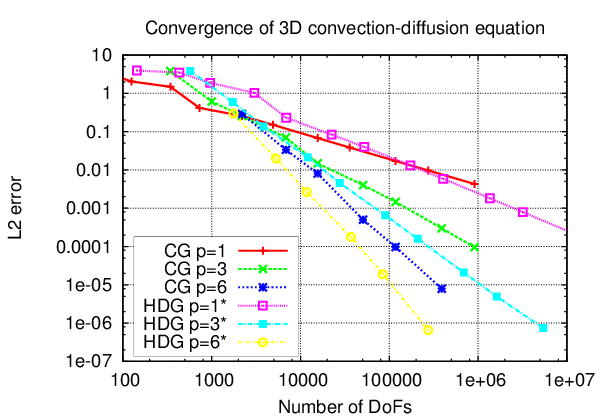 Convergence of 3D convection-diffusion equation
10
1
0.1
0.01
0.001
0.0001
1e-05
1e-06
1e-07
L2 error
CG p=1
CG p=3
CG p=6
HDG p=1*
HDG p=3*
HDG p=6*
100
1000
10000
100000
1e+06
1e+07
Number of DoFs